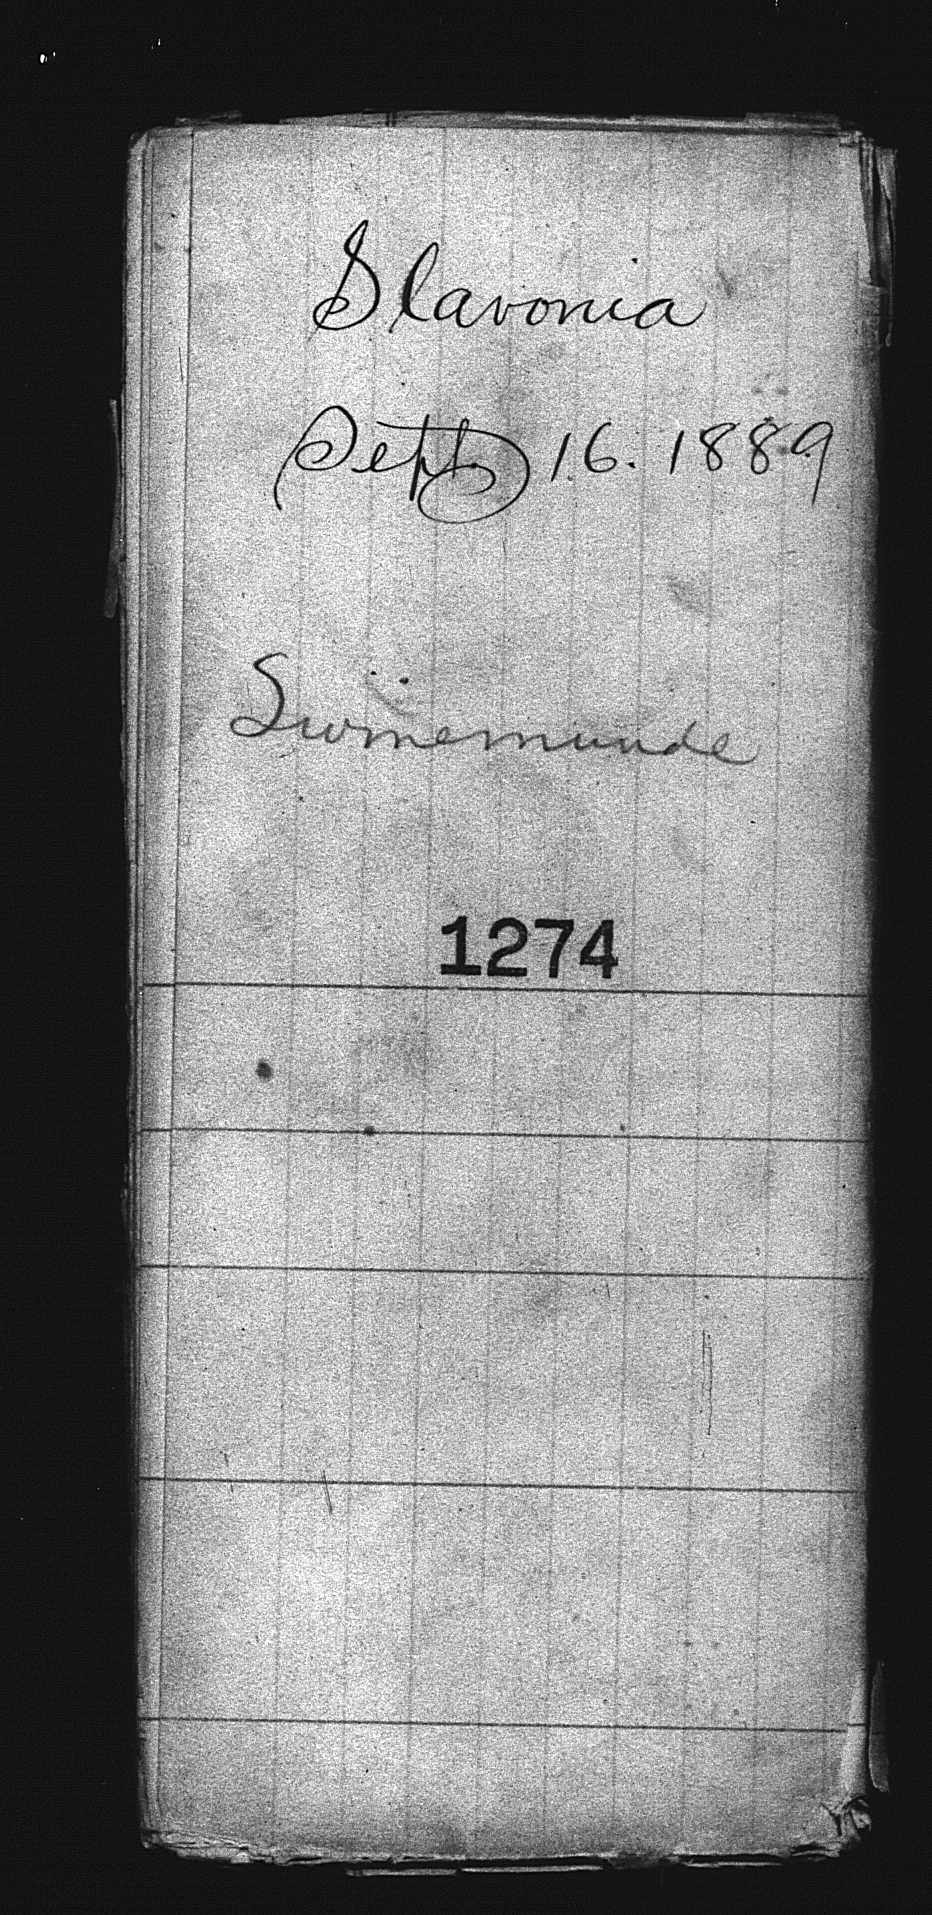 Slavonia
Sept 16. 1889
Swinemunde
1274